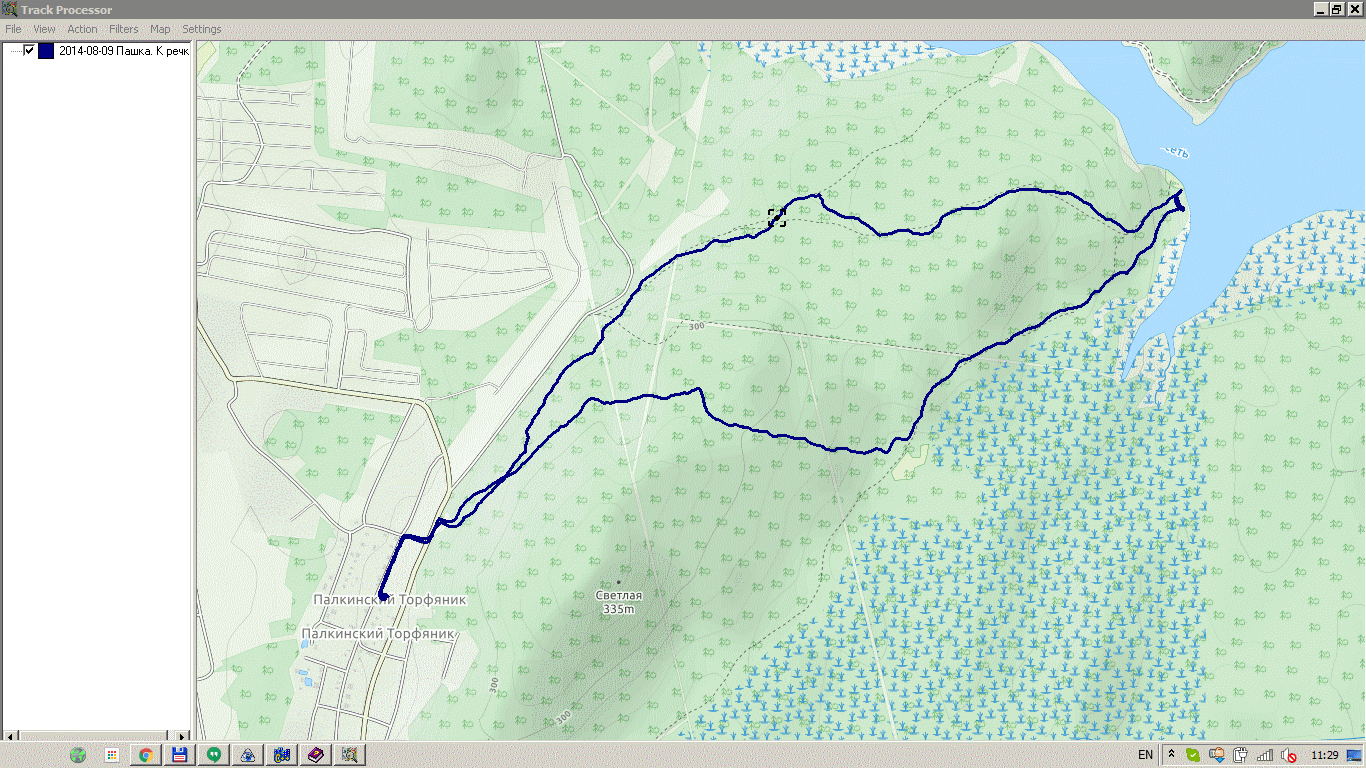 Track Processor
File View Action Filters Map Settings
2014-08-09 Пашка. К речк
еть
300
Светлая
335m
Палкинский Торфяник
Палкинский Торфяник
300
300
EN
11:29